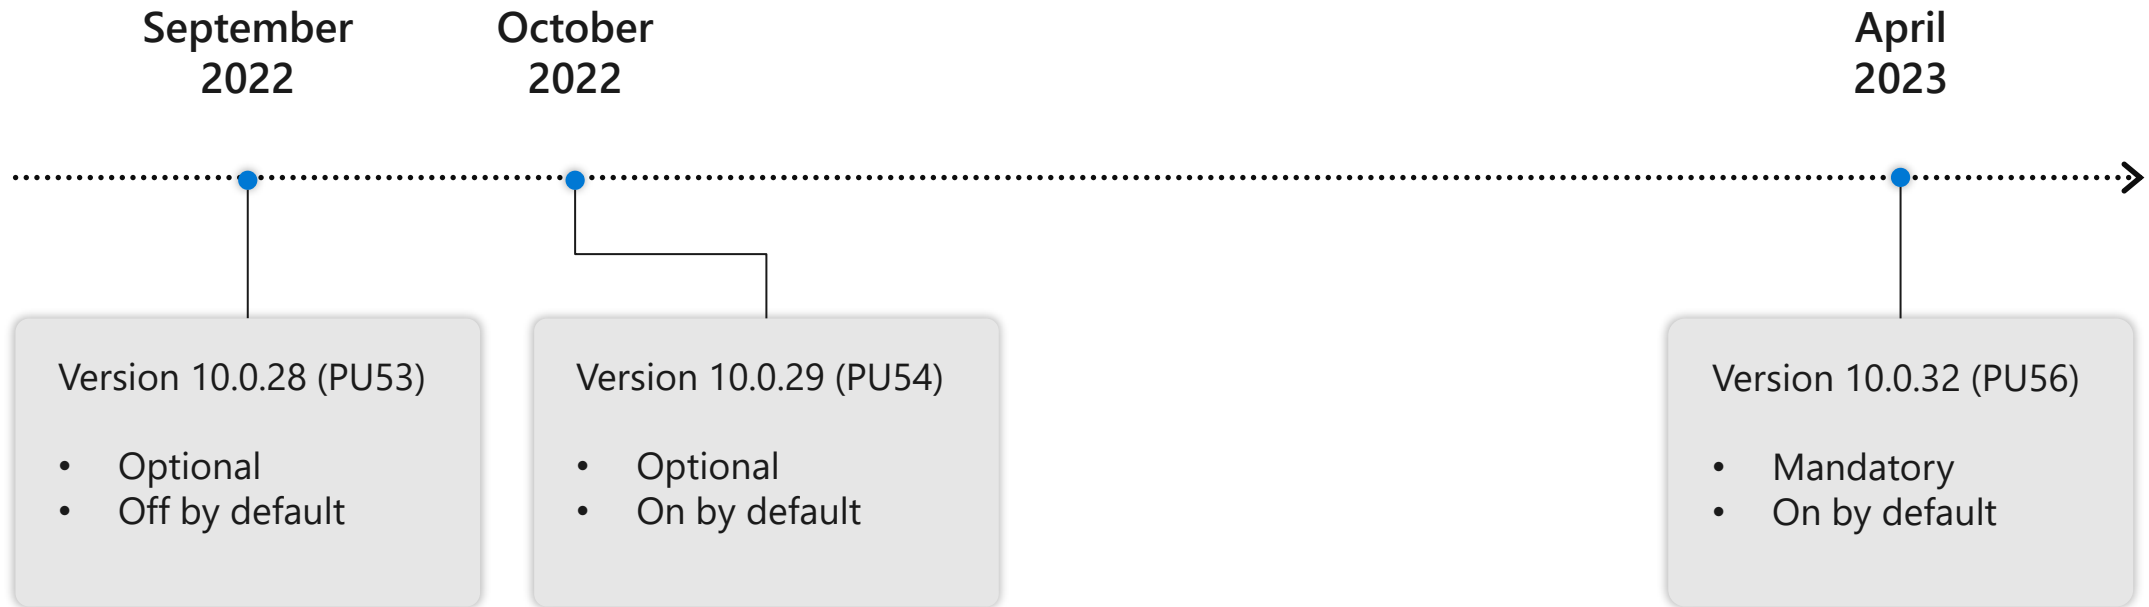 September
2022
October
2022
April
2023
Version 10.0.28 (PU53)
• Optional
• Off by default
Version 10.0.29 (PU54)
• Optional
• On by default
Version 10.0.32 (PU56)
• Mandatory
• On by default